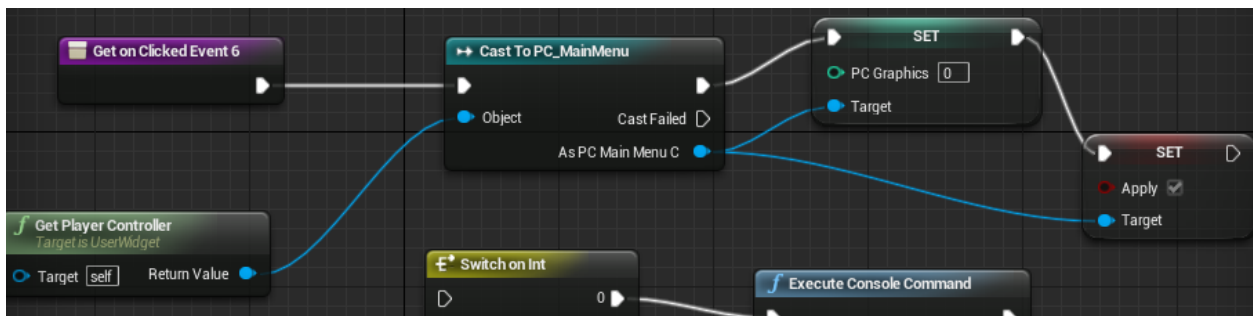 Get on Clicked Event 6
Cast To PC_MainMenu
Object
Cast Failed
As PC Main Menu C
SET
PC Graphics 0
Target
SET
Apply
Target
f Get Player Controller
Target is UserWidget
Target self Return Value
Switch on Int
0
f Execute Console Command